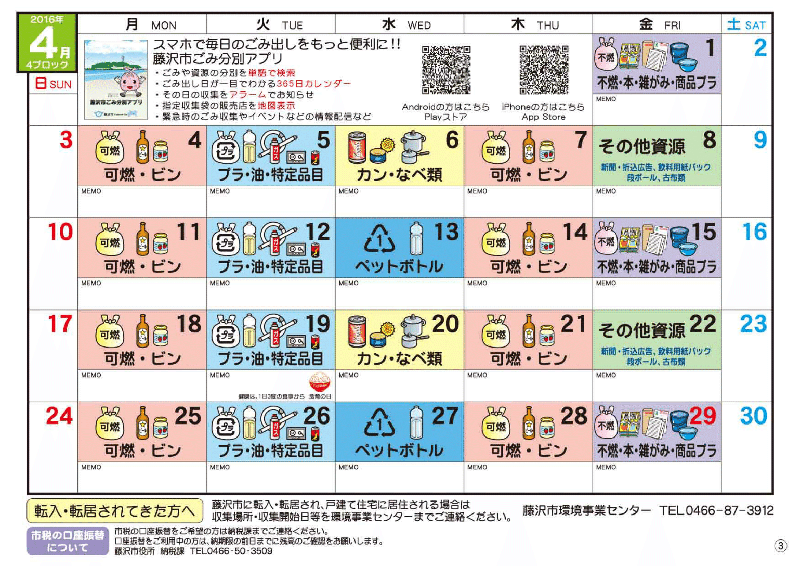 2016年
4月
4ブロック
日 SUN
月 MON
火 TUE
水 WED
木 THU
金 FRI
土 SAT
藤沢市ごみ分別アプリ
スマホで毎日のごみ出しをもっと便利に!!
藤沢市ごみ分別アプリ
・ごみや資源の分別を単語で検索
・ごみ出し日が一目でわかる365日カレンダー
・その日の収集をアラームでお知らせ
・指定収集袋の販売店を地図表示
・緊急時のごみ収集やイベントなどの情報配信など
Androidの方はこちら
Playストア
iPhoneの方はこちら
App Store
不燃 1
不燃・本・雑がみ・商品プラ
MEMO
2
3
可燃 4
可燃・ビン
MEMO
プラ 5
プラ・油・特定品目
MEMO
6
カン・なべ類
MEMO
可燃 7
可燃・ビン
MEMO
その他資源 8
新聞・折込広告、飲料用紙パック
段ボール、古布類
MEMO
9
10
可燃 11
可燃・ビン
MEMO
プラ 12
プラ・油・特定品目
MEMO
1 13
ペットボトル
MEMO
可燃 14
可燃・ビン
MEMO
不燃 15
不燃・本・雑がみ・商品プラ
MEMO
16
17
可燃 18
可燃・ビン
MEMO
プラ 19
プラ・油・特定品目
MEMO
20
カン・なべ類
MEMO
可燃 21
可燃・ビン
MEMO
その他資源 22
新聞・折込広告、飲料用紙パック
段ボール、古布類
MEMO
23
健康は、1日3度の食事から 食育の日
24
可燃 25
可燃・ビン
MEMO
プラ 26
プラ・油・特定品目
MEMO
1 27
ペットボトル
MEMO
可燃 28
可燃・ビン
MEMO
不燃 29
不燃・本・雑がみ・商品プラ
MEMO
30
転入・転居されてきた方へ
藤沢市に転入・転居され、戸建て住宅に居住される場合は
収集場所・収集開始日等を環境事業センターまでご連絡ください。
藤沢市環境事業センター TEL0466-87-3912
市税の口座振替
について
市税の口座振替をご希望の方は納税課までご連絡ください。
口座振替をご利用中の方は、納期限の前日までに残高のご確認をお願いします。
藤沢市役所 納税課 TEL0466-50-3509
3